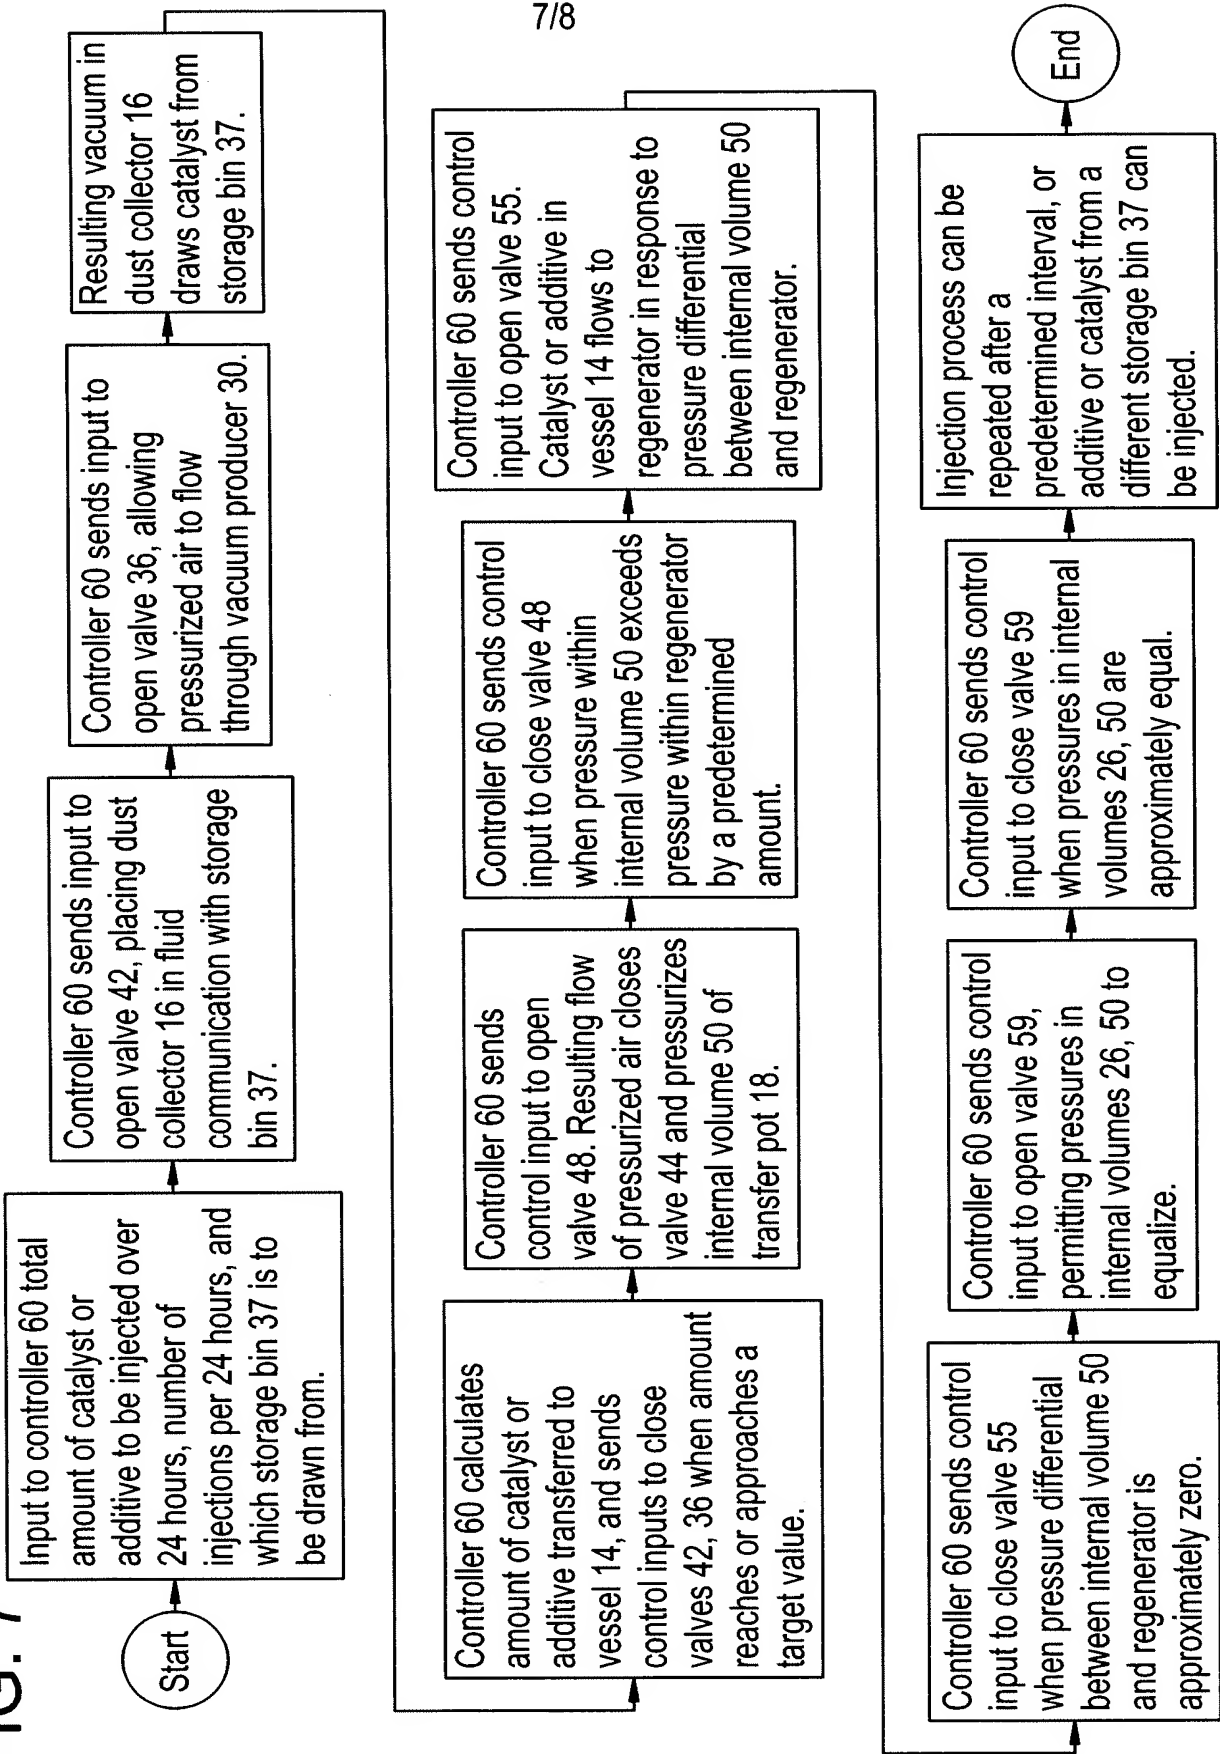 7/8
FIG. 7
Start
Input to controller 60 total
amount of catalyst or
additive to be injected over
24 hours, number of
injections per 24 hours, and
which storage bin 37 is to
be drawn from.
Controller 60 sends input to
open valve 42, placing dust
collector 16 in fluid
communication with storage
bin 37.
Controller 60 sends input to
open valve 36, allowing
pressurized air to flow
through vacuum producer 30.
Resulting vacuum in
dust collector 16
draws catalyst from
storage bin 37.
Controller 60 calculates
amount of catalyst or
additive transferred to
vessel 14, and sends
control inputs to close
valves 42, 36 when amount
reaches or approaches a
target value.
Controller 60 sends
control input to open
valve 48. Resulting flow
of pressurized air closes
valve 44 and pressurizes
internal volume 50 of
transfer pot 18.
Controller 60 sends control
input to close valve 48
when pressure within
internal volume 50 exceeds
pressure within regenerator
by a predetermined
amount.
Controller 60 sends control
input to open valve 55.
Catalyst or additive in
vessel 14 flows to
regenerator in response to
pressure differential
between internal volume 50
and regenerator.
Controller 60 sends control
input to close valve 55
when pressure differential
between internal volume 50
and regenerator is
approximately zero.
Controller 60 sends control
input to open valve 59,
permitting pressures in
internal volumes 26, 50 to
equalize.
Controller 60 sends control
input to close valve 59
when pressures in internal
volumes 26, 50 are
approximately equal.
Injection process can be
repeated after a
predetermined interval, or
additive or catalyst from a
different storage bin 37 can
be injected.
End